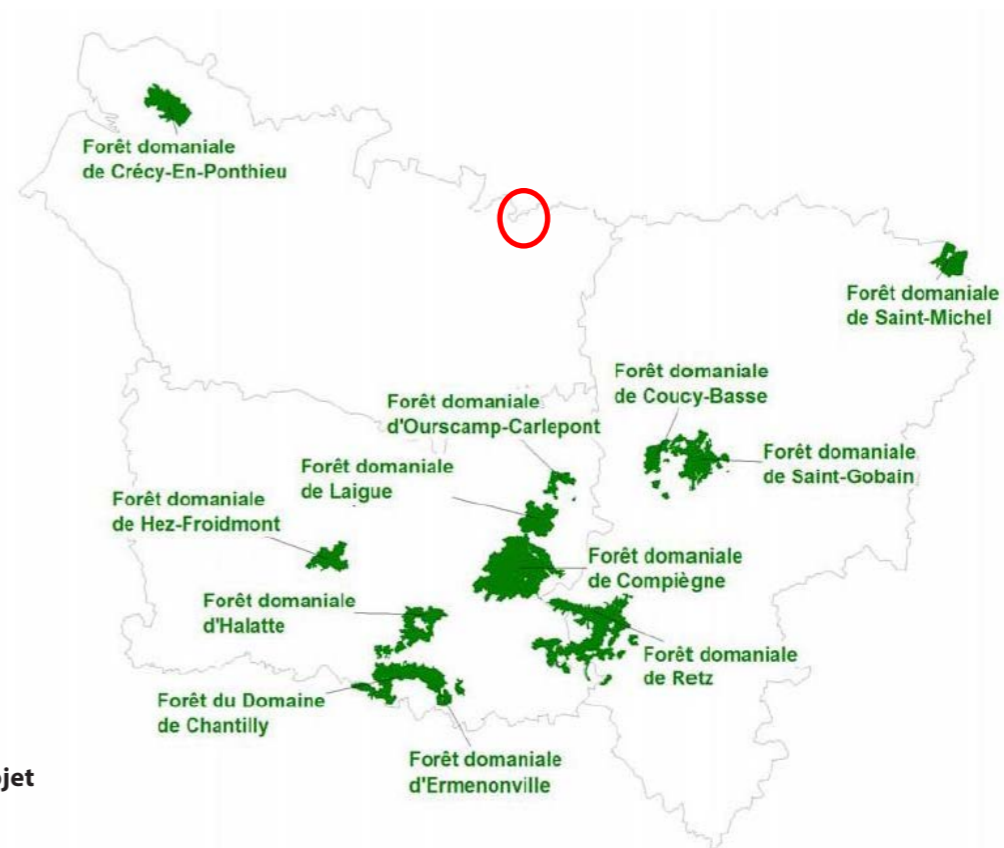 Forêt domaniale
de Crécy-En-Ponthieu
Forêt domaniale
de Saint-Michel
Forêt domaniale
de Coucy-Basse
Forêt domaniale
d'Ourscamp-Carlepont
Forêt domaniale
de Saint-Gobain
Forêt domaniale
de Laigue
Forêt domaniale
de Hez-Froidmont
Forêt domaniale
de Compiègne
Forêt domaniale
d'Halatte
Forêt domaniale
de Retz
Forêt du Domaine
de Chantilly
Forêt domaniale
d'Ermenonville
jet